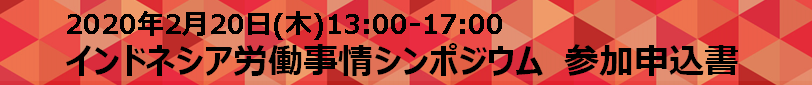 2020年2月20日(木)13:00-17:00
インドネシア労働事情シンポジウム　参加申込書